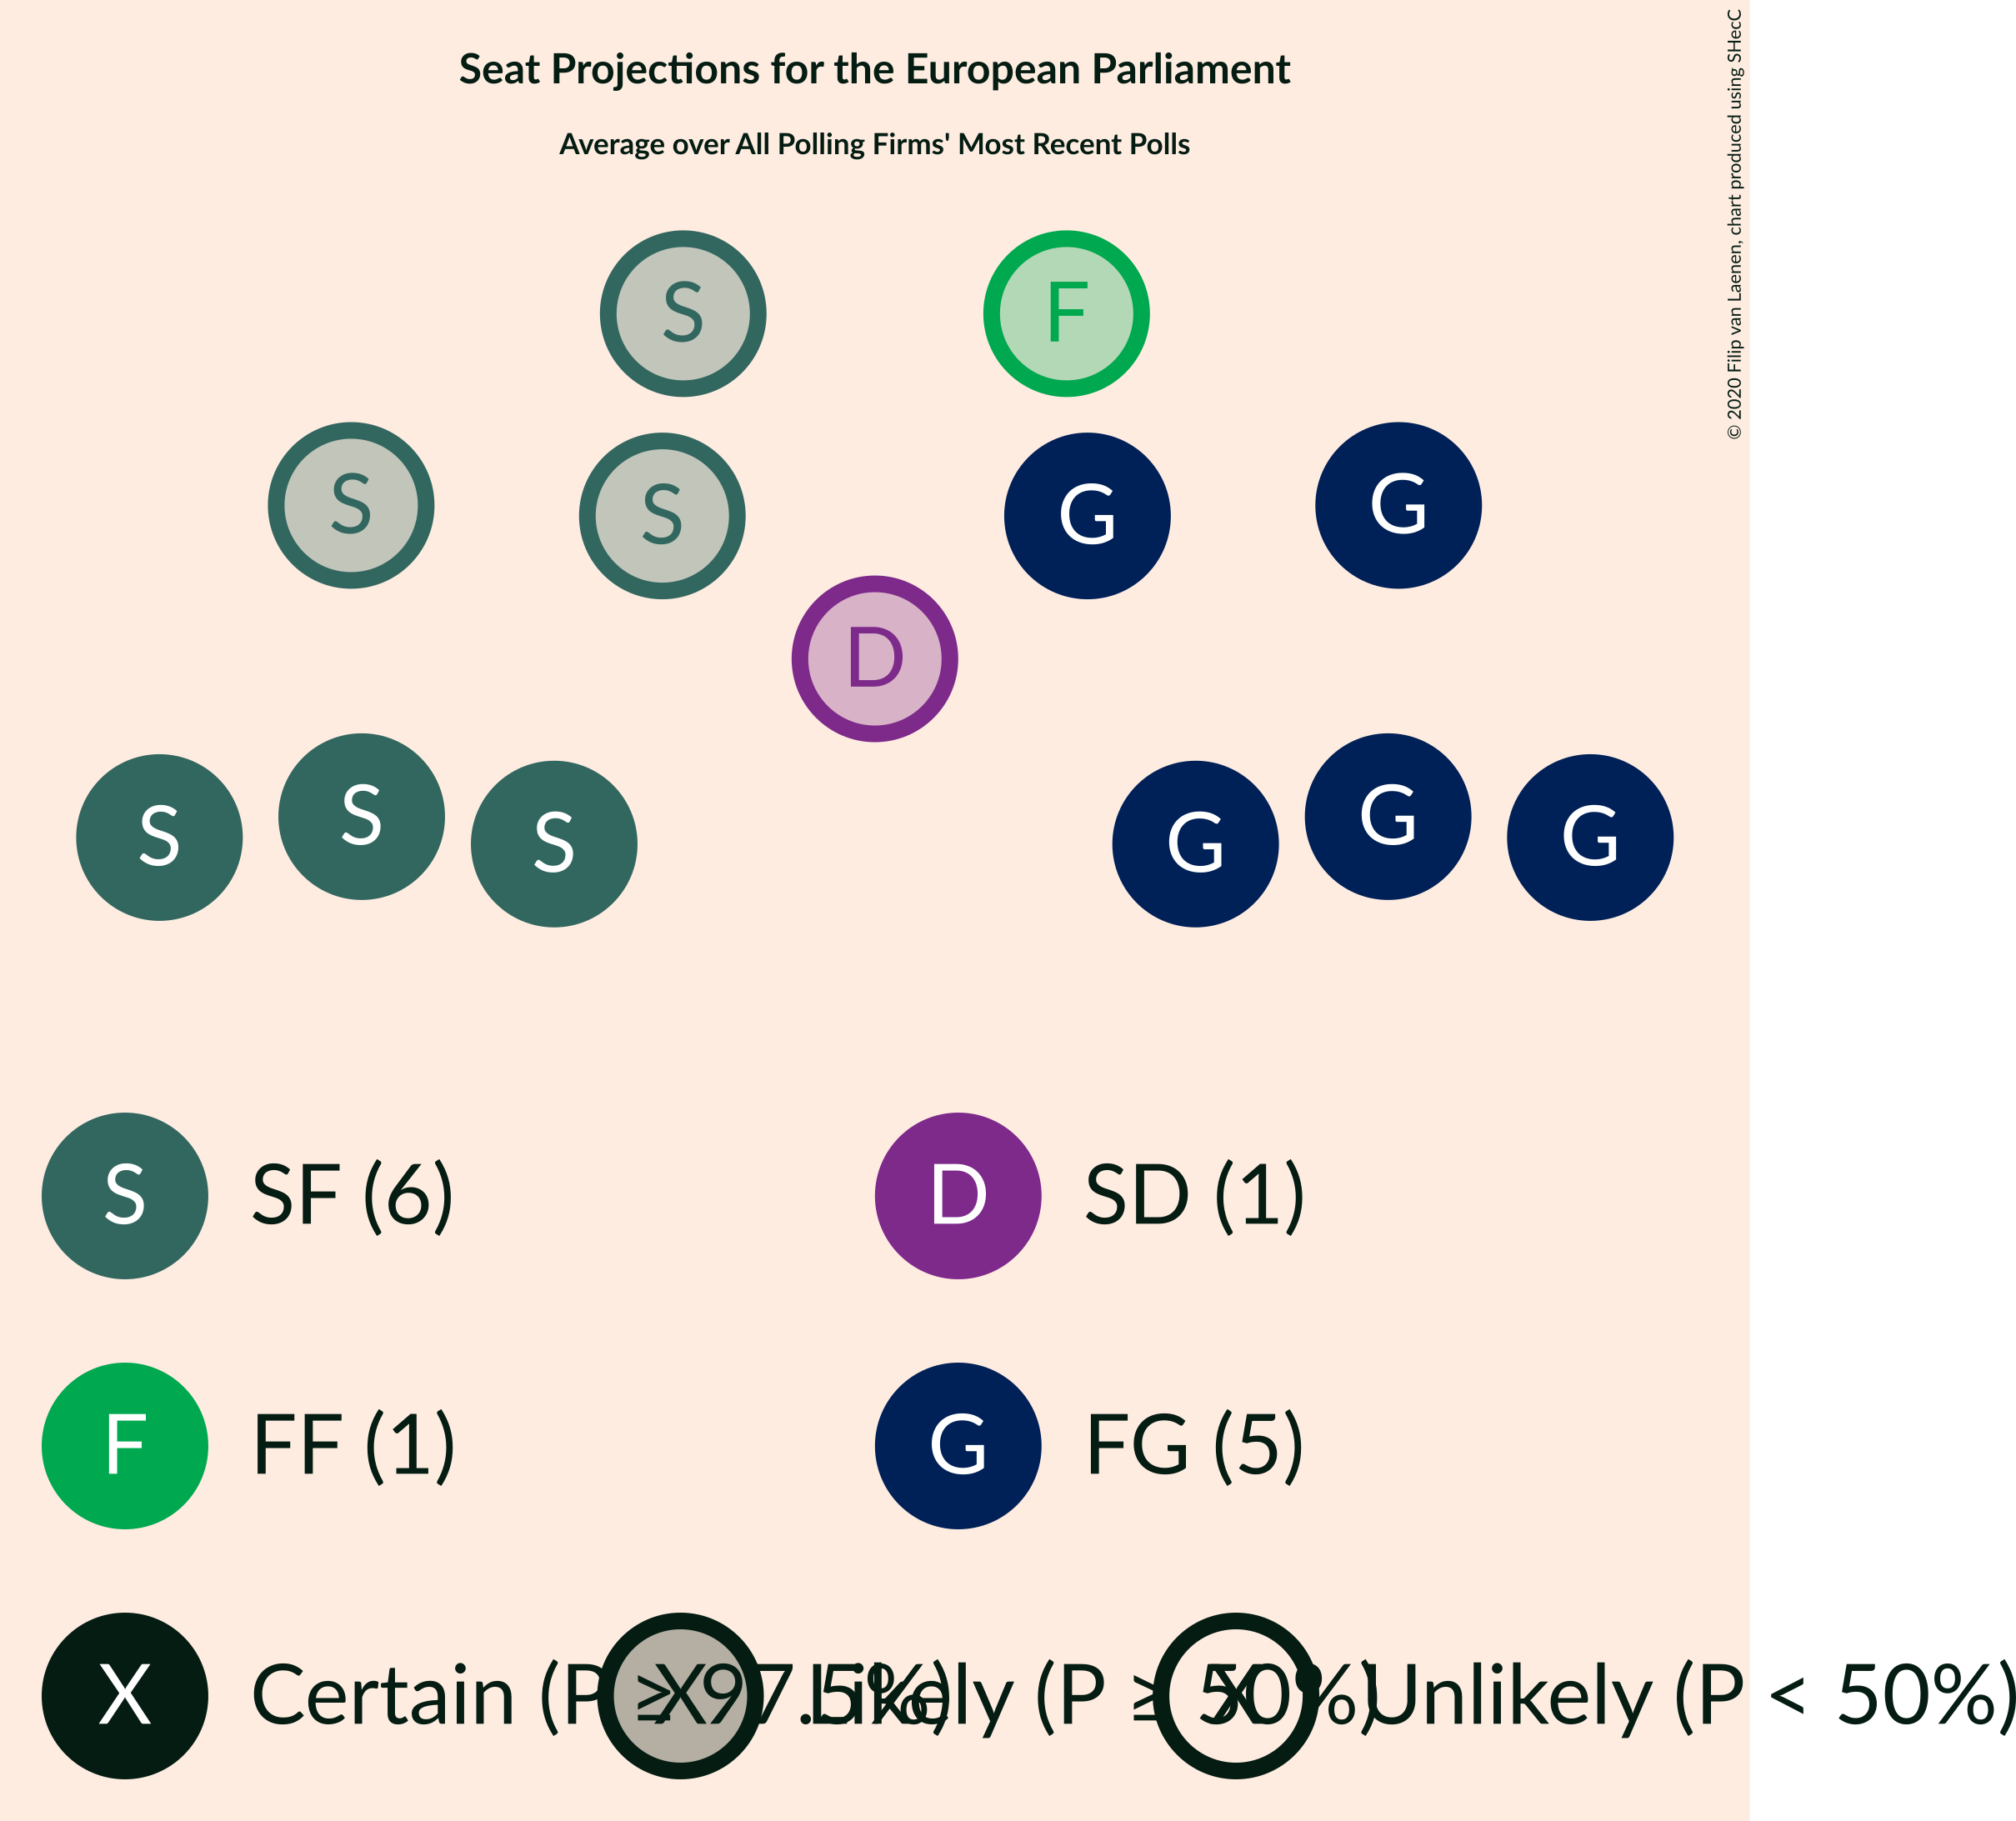 Seat Projections for the European Parliament
Average over All Polling Firms' Most Recent Polls
© 2020 Filip van Laenen, chart produced using SHecC
S
F
S
S
G
G
D
S
S
S
G
G
G
S SF (6)
D SD (1)
F FF (1)
G FG (5)
X Certain (P ≥ 97.5%)
X Likely (P ≥ 50%)
X Unlikely (P < 50%)